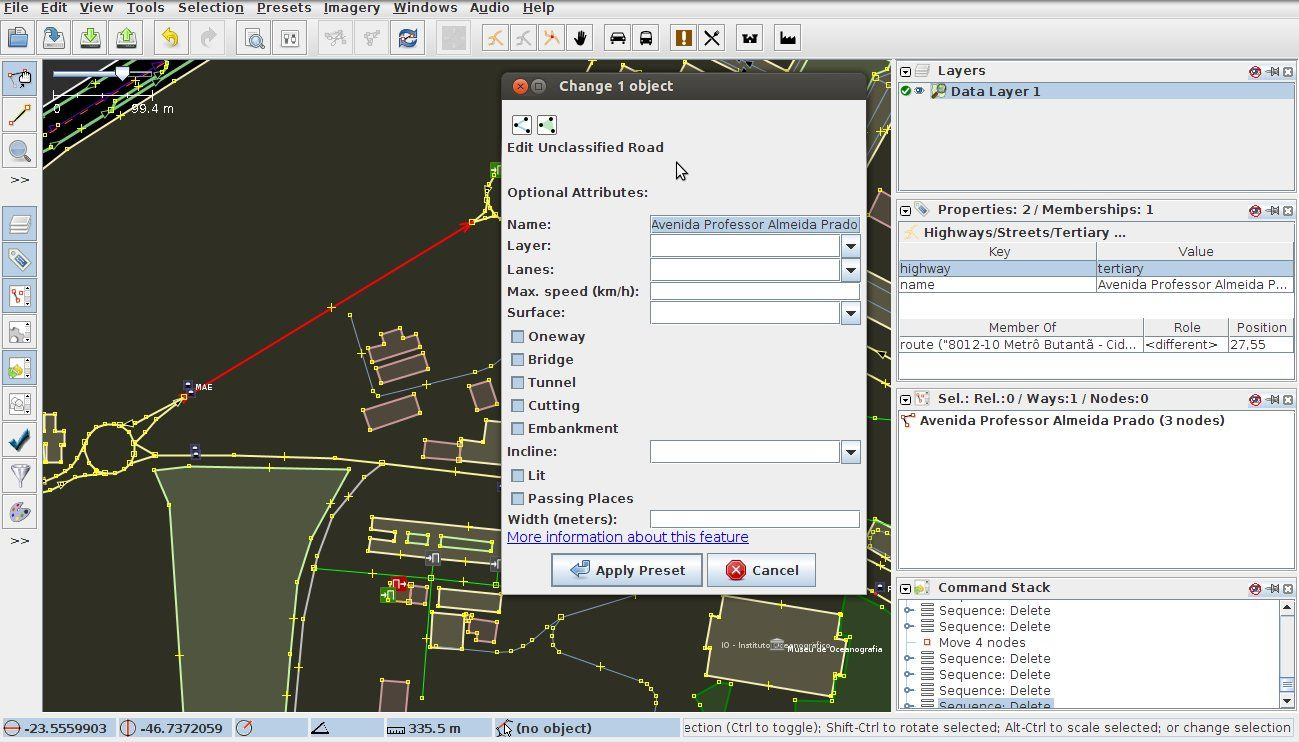 File Edit View Tools Selection Presets Imagery Windows Audio Help
0 99.4 m
>>
>>
MAE
IO - Instituto Oceanográfico
Museu de Oceanografia
Change 1 object
Edit Unclassified Road
Optional Attributes:
Name: Avenida Professor Almeida Prado
Layer:
Lanes:
Max. speed (km/h):
Surface:
Oneway
Bridge
Tunnel
Cutting
Embankment
Incline:
Lit
Passing Places
Width (meters):
More information about this feature
Apply Preset Cancel
Layers
Data Layer 1
Properties: 2 / Memberships: 1
Highways/Streets/Tertiary ...
Key Value
highway tertiary
name Avenida Professor Almeida P...
Member Of Role Position
route ("8012-10 Metrô Butantã - Cid... <different> 27,55
Sel.: Rel.:0 / Ways:1 / Nodes:0
Avenida Professor Almeida Prado (3 nodes)
Command Stack
Sequence: Delete
Sequence: Delete
Move 4 nodes
Sequence: Delete
Sequence: Delete
Sequence: Delete
Sequence: Delete
-23.5559903 -46.7372059 335.5 m (no object) ection (Ctrl to toggle); Shift-Ctrl to rotate selected; Alt-Ctrl to scale selected; or change selection